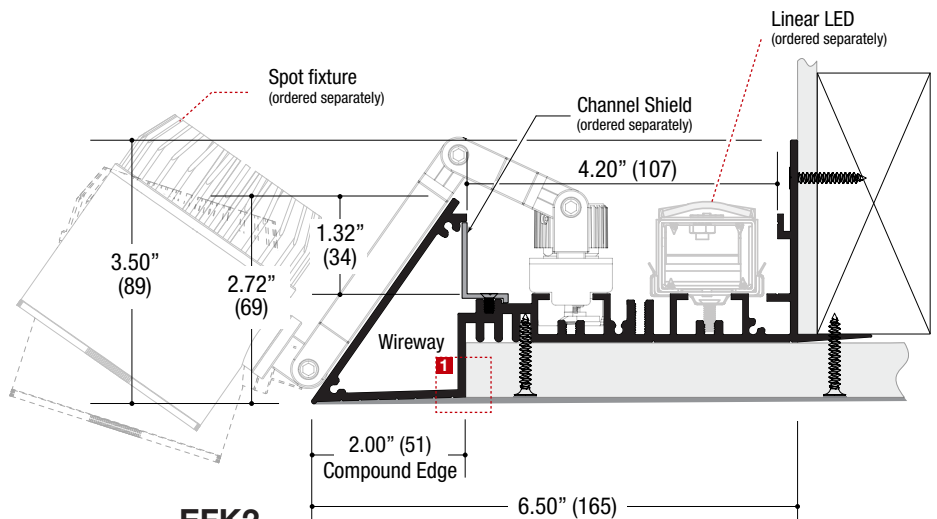 Linear LED
(ordered separately)
Spot fixture
(ordered separately)
Channel Shield
(ordered separately)
4.20” (107)
1.32”
(34)
3.50”
(89)
2.72”
(69)
Wireway
1
2.00” (51)
Compound Edge
6.50” (165)